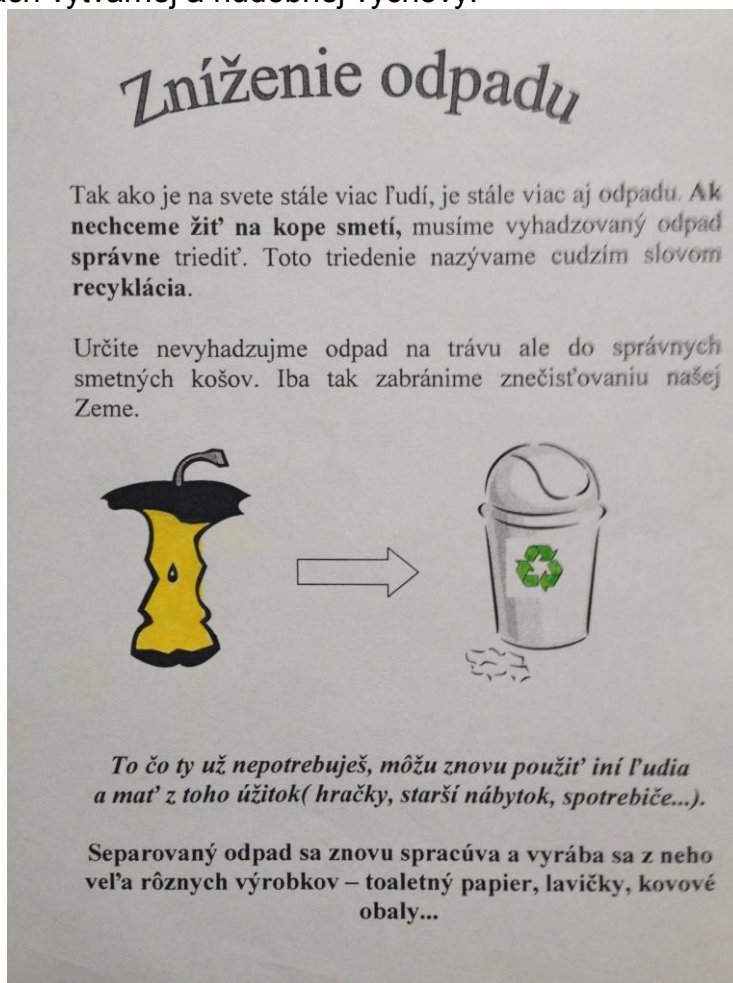 výtvarnej a hudobnej výchovy.
Zníženie odpadu
Tak ako je na svete stále viac ľudí, je stále viac aj odpadu. Ak
nechceme žiť na kope smetí, musíme vyhadzovaný odpad
správne triediť. Toto triedenie nazývame cudzím slovom
recyklácia.
Určite nevyhadzujme odpad na trávu ale do správnych
smetných košov. Iba tak zabránime znečisťovaniu našej
Zeme.
To čo ty už nepotrebuješ, môžu znovu použiť iní ľudia
a mať z toho úžitok( hračky, starší nábytok, spotrebiče...).
Separovaný odpad sa znovu spracúva a vyrába sa z neho
veľa rôznych výrobkov – toaletný papier, lavičky, kovové
obaly...